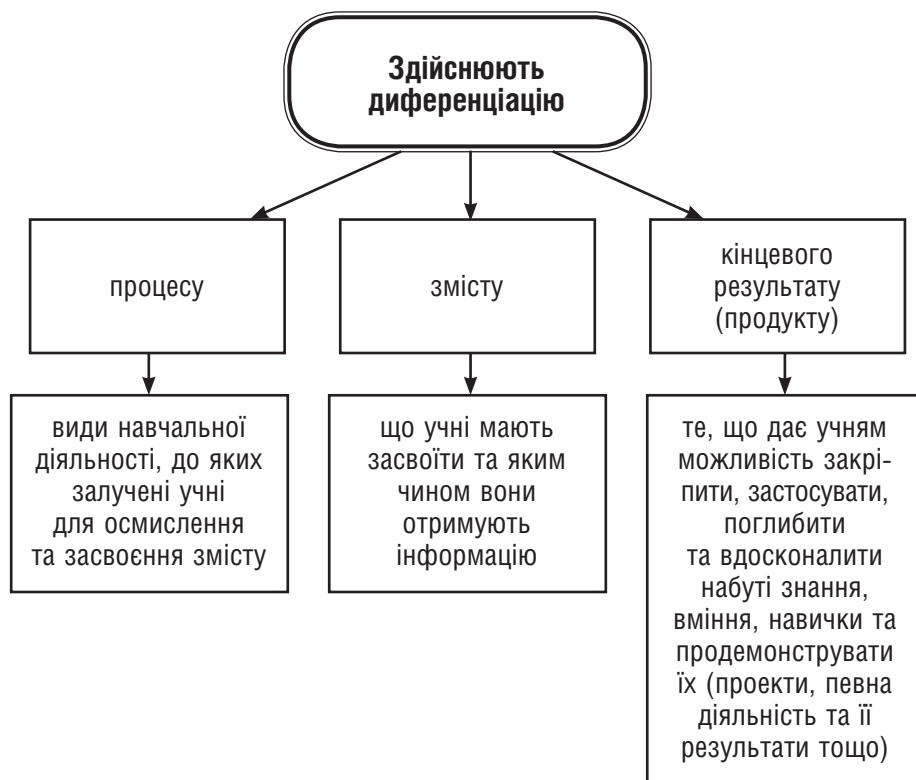 Здійснюють
диференціацію
процесу
змісту
кінцевого
результату
(продукту)
види навчальної
діяльності, до яких
залучені учні
для осмислення
та засвоєння змісту
що учні мають
засвоїти та яким
чином вони
отримують
інформацію
те, що дає учням
можливість закрі-
пити, застосувати,
поглибити
та вдосконалити
набуті знання,
вміння, навички та
продемонструвати
їх (проекти, певна
діяльність та її
результати тощо)